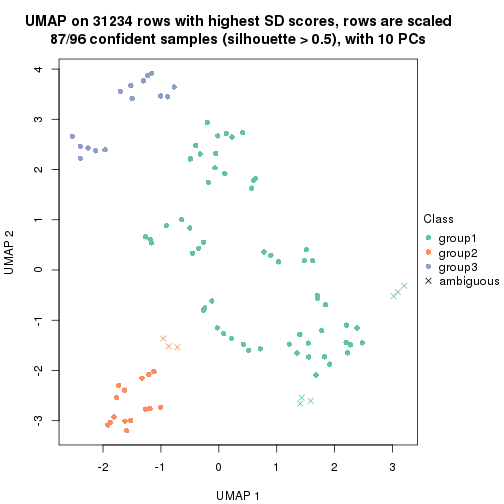 UMAP on 31234 rows with highest SD scores, rows are scaled
87/96 confident samples (silhouette > 0.5), with 10 PCs
4
3
2
1
0
-1
-2
-3
UMAP 2
-2
-1
0
1
2
3
UMAP 1
Class
group1
group2
group3
ambiguous